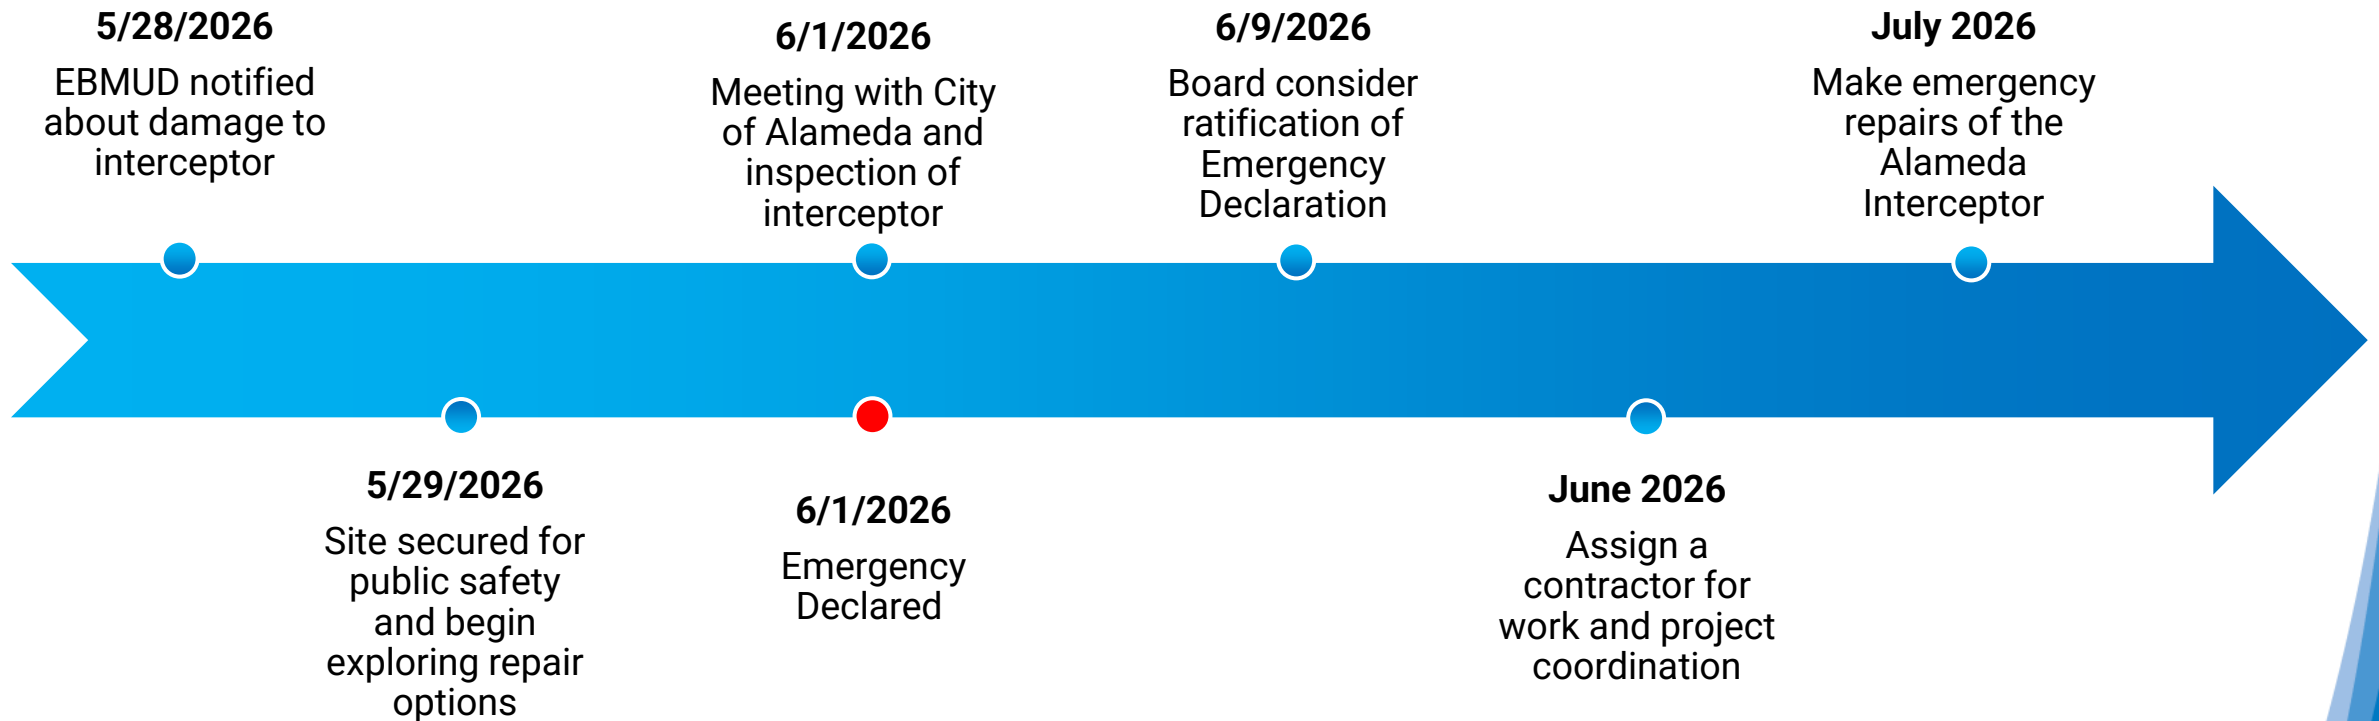 5/28/2026
EBMUD notified
about damage to
interceptor
6/1/2026
Meeting with City
of Alameda and
inspection of
interceptor
6/9/2026
Board consider
ratification of
Emergency
Declaration
July 2026
Make emergency
repairs of the
Alameda
Interceptor
5/29/2026
Site secured for
public safety
and begin
exploring repair
options
6/1/2026
Emergency
Declared
June 2026
Assign a
contractor for
work and project
coordination